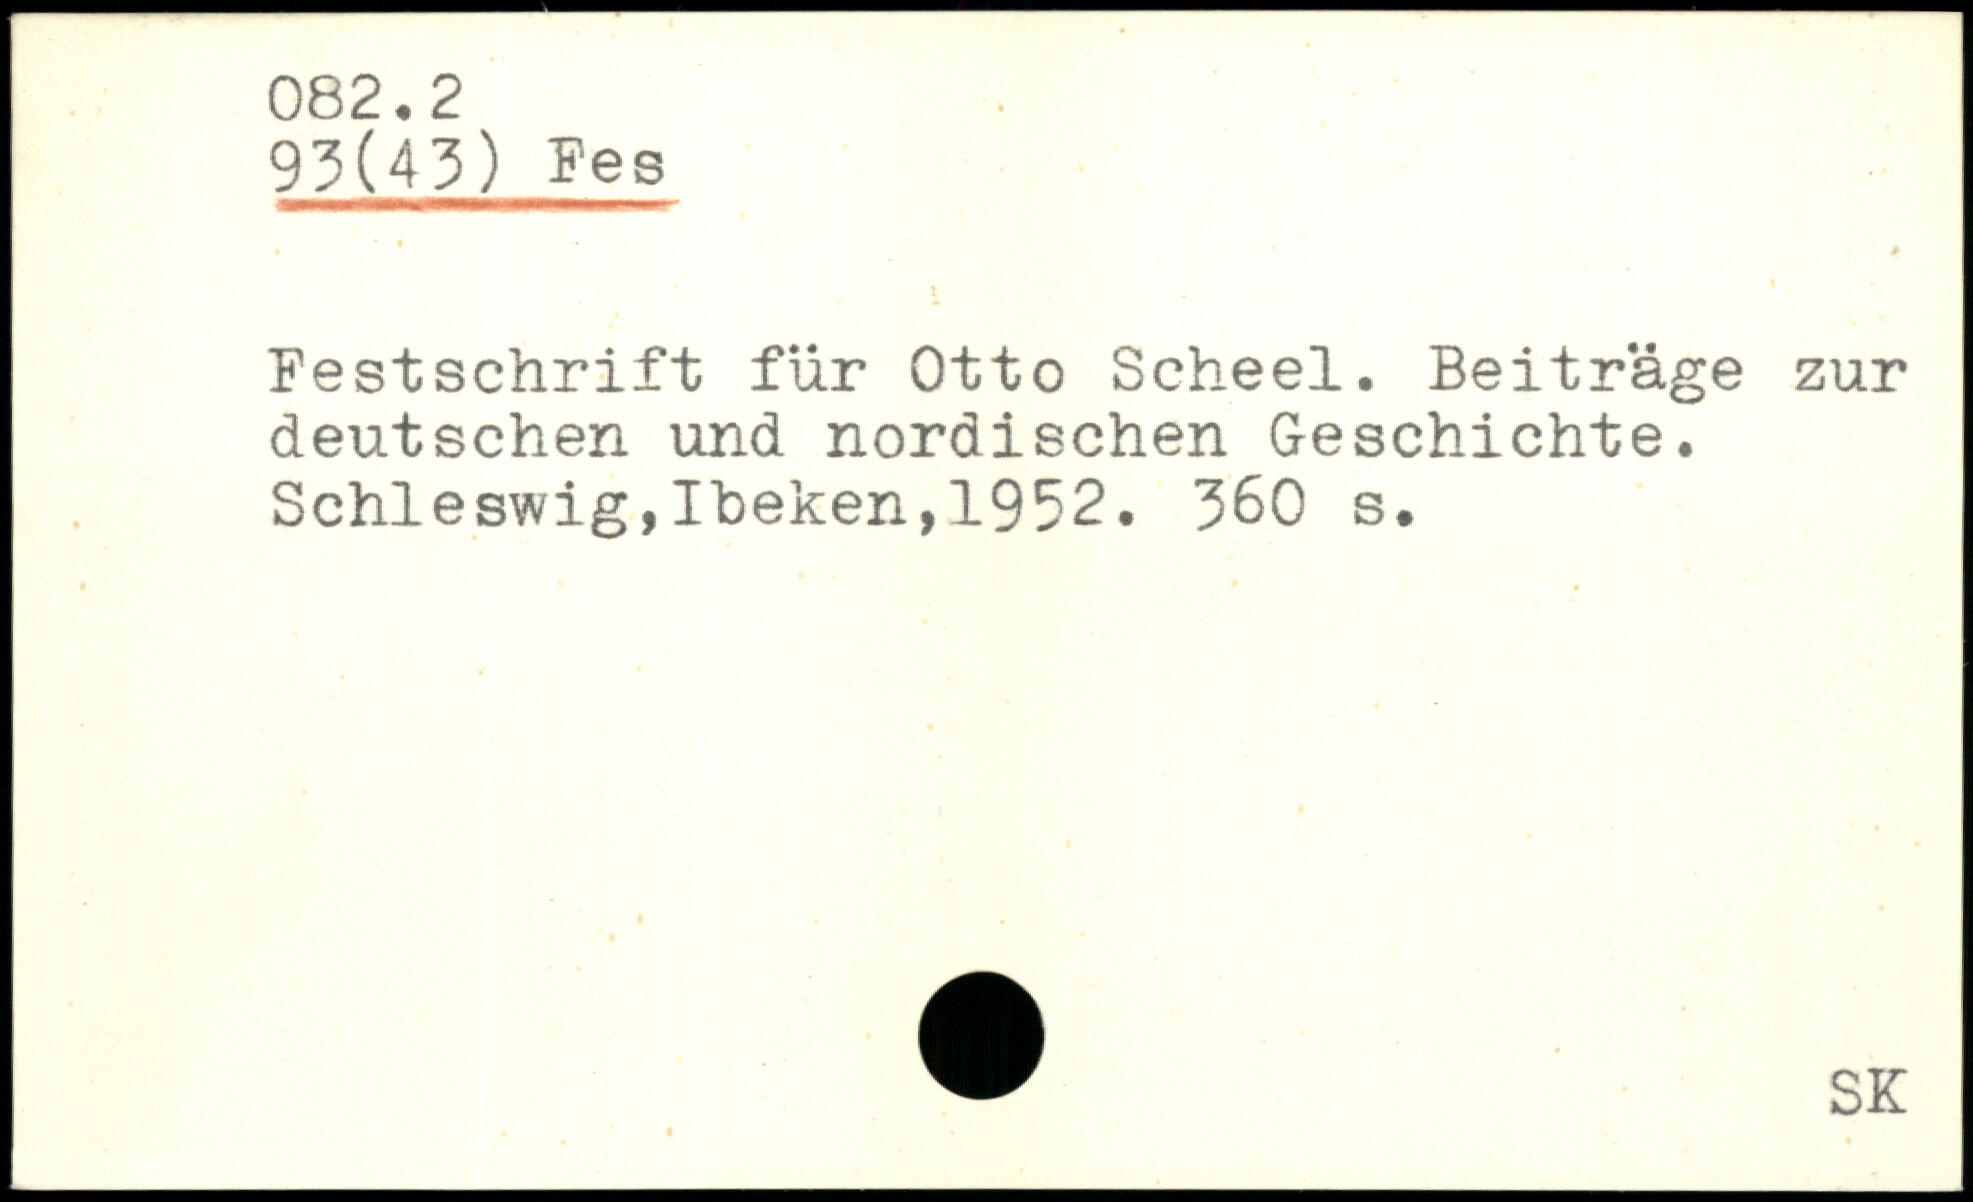 082.2
93(43) Fes
Festschrift für Otto Scheel. Beiträge zur
deutschen und nordischen Geschichte.
Schleswig,Ibeken,1952. 360 s.
SK